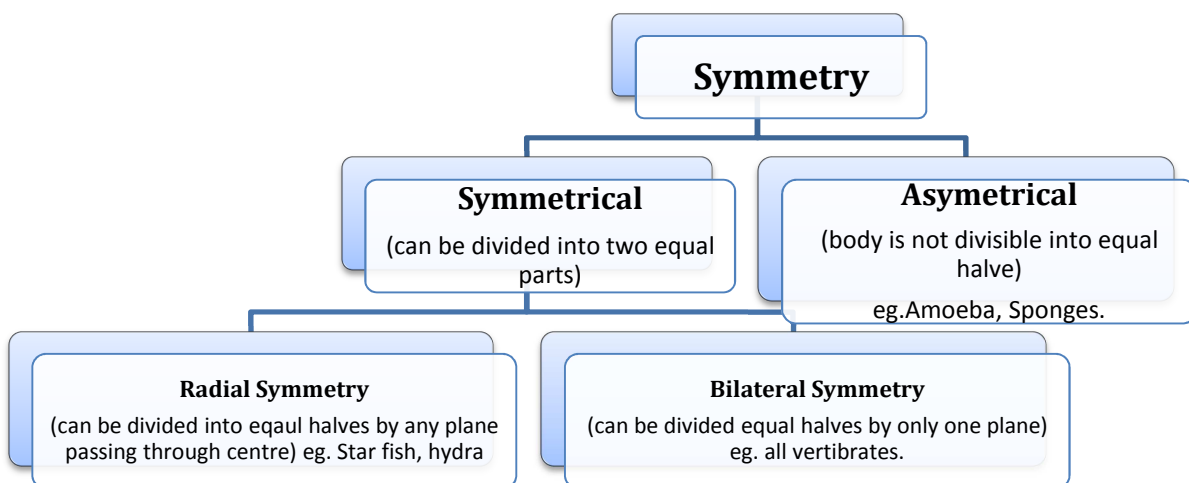 Symmetry
Symmetrical
(can be divided into two equal
parts)
Asymetrical
(body is not divisible into equal
halve)
eg.Amoeba, Sponges.
Radial Symmetry
(can be divided into eqaul halves by any plane
passing through centre) eg. Star fish, hydra
Bilateral Symmetry
(can be divided equal halves by only one plane)
eg. all vertibrates.